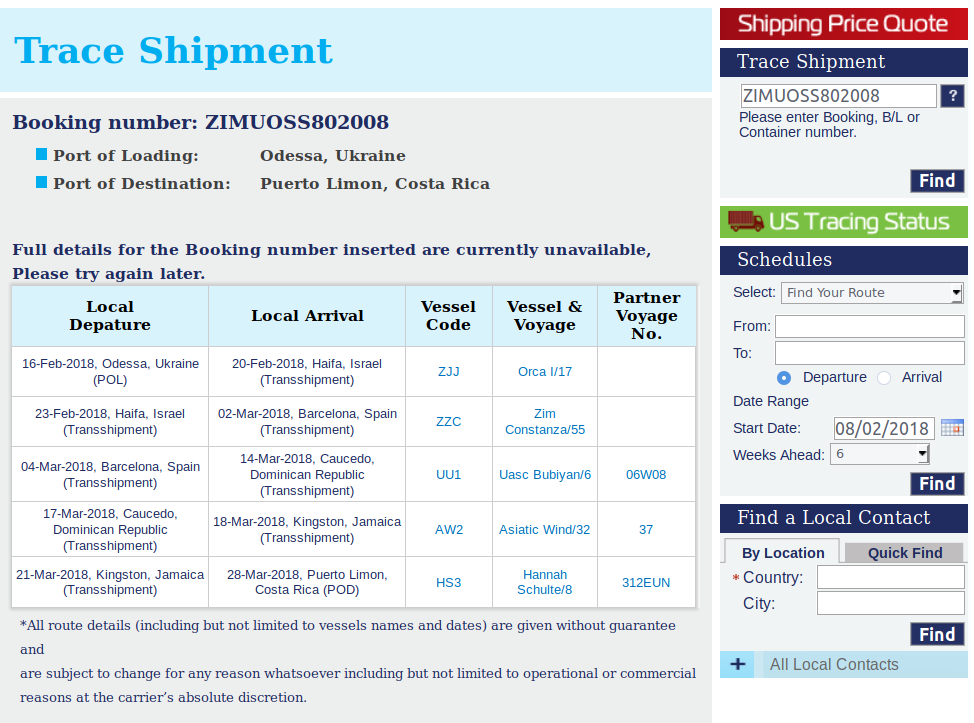 Trace Shipment
Booking number: ZIMUOSS802008
Port of Loading: Odessa, Ukraine
Port of Destination: Puerto Limon, Costa Rica
Full details for the Booking number inserted are currently unavailable,
Please try again later.
Local Depature
Local Arrival
Vessel Code
Vessel & Voyage
Partner Voyage No.
16-Feb-2018, Odessa, Ukraine (POL)
20-Feb-2018, Haifa, Israel (Transshipment)
ZJJ
Orca I/17
23-Feb-2018, Haifa, Israel (Transshipment)
02-Mar-2018, Barcelona, Spain (Transshipment)
ZZC
Zim Constanza/55
04-Mar-2018, Barcelona, Spain (Transshipment)
14-Mar-2018, Caucedo, Dominican Republic (Transshipment)
UU1
Uasc Bubiyan/6
06W08
17-Mar-2018, Caucedo, Dominican Republic (Transshipment)
18-Mar-2018, Kingston, Jamaica (Transshipment)
AW2
Asiatic Wind/32
37
21-Mar-2018, Kingston, Jamaica (Transshipment)
28-Mar-2018, Puerto Limon, Costa Rica (POD)
HS3
Hannah Schulte/8
312EUN
*All route details (including but not limited to vessels names and dates) are given without guarantee
and
are subject to change for any reason whatsoever including but not limited to operational or commercial
reasons at the carrier’s absolute discretion.
Shipping Price Quote
Trace Shipment
ZIMUOSS802008 ?
Please enter Booking, B/L or
Container number.
Find
US Tracing Status
Schedules
Select: Find Your Route
From:
To:
Departure Arrival
Date Range
Start Date: 08/02/2018
Weeks Ahead: 6
Find
Find a Local Contact
By Location Quick Find
* Country:
City:
Find
+ All Local Contacts